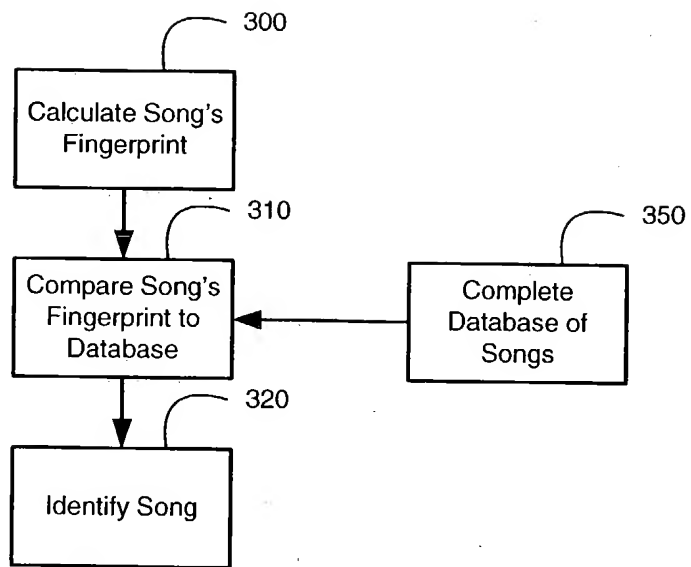 300
Calculate Song's
Fingerprint
310
Compare Song's
Fingerprint to
Database
350
Complete
Database of
Songs
320
Identify Song